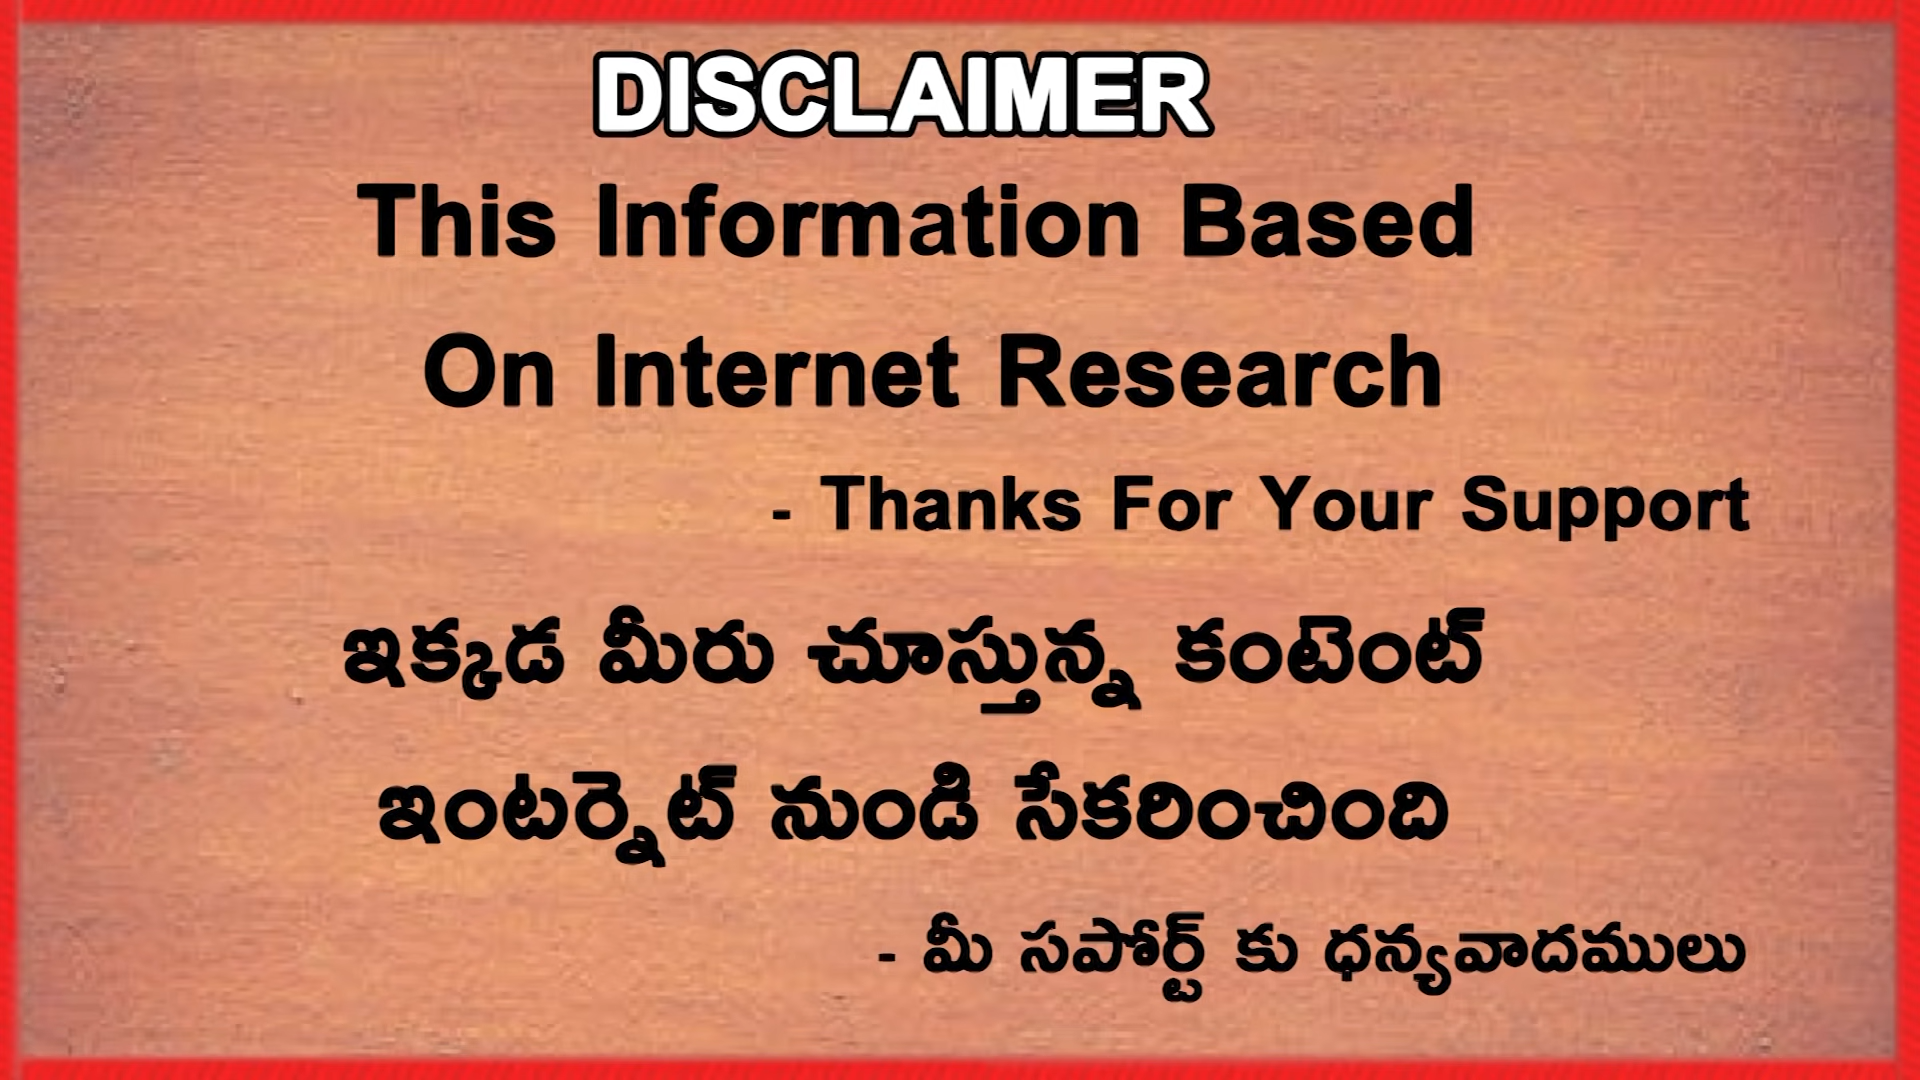 DISCLAIMER
This Information Based
On Internet Research
- Thanks For Your Support
ఇక్కడ మీరు చూస్తున్న కంటెంట్
ఇంటర్నెట్ నుండి సేకరించింది
- మీ సపోర్ట్ కు ధన్యవాదములు